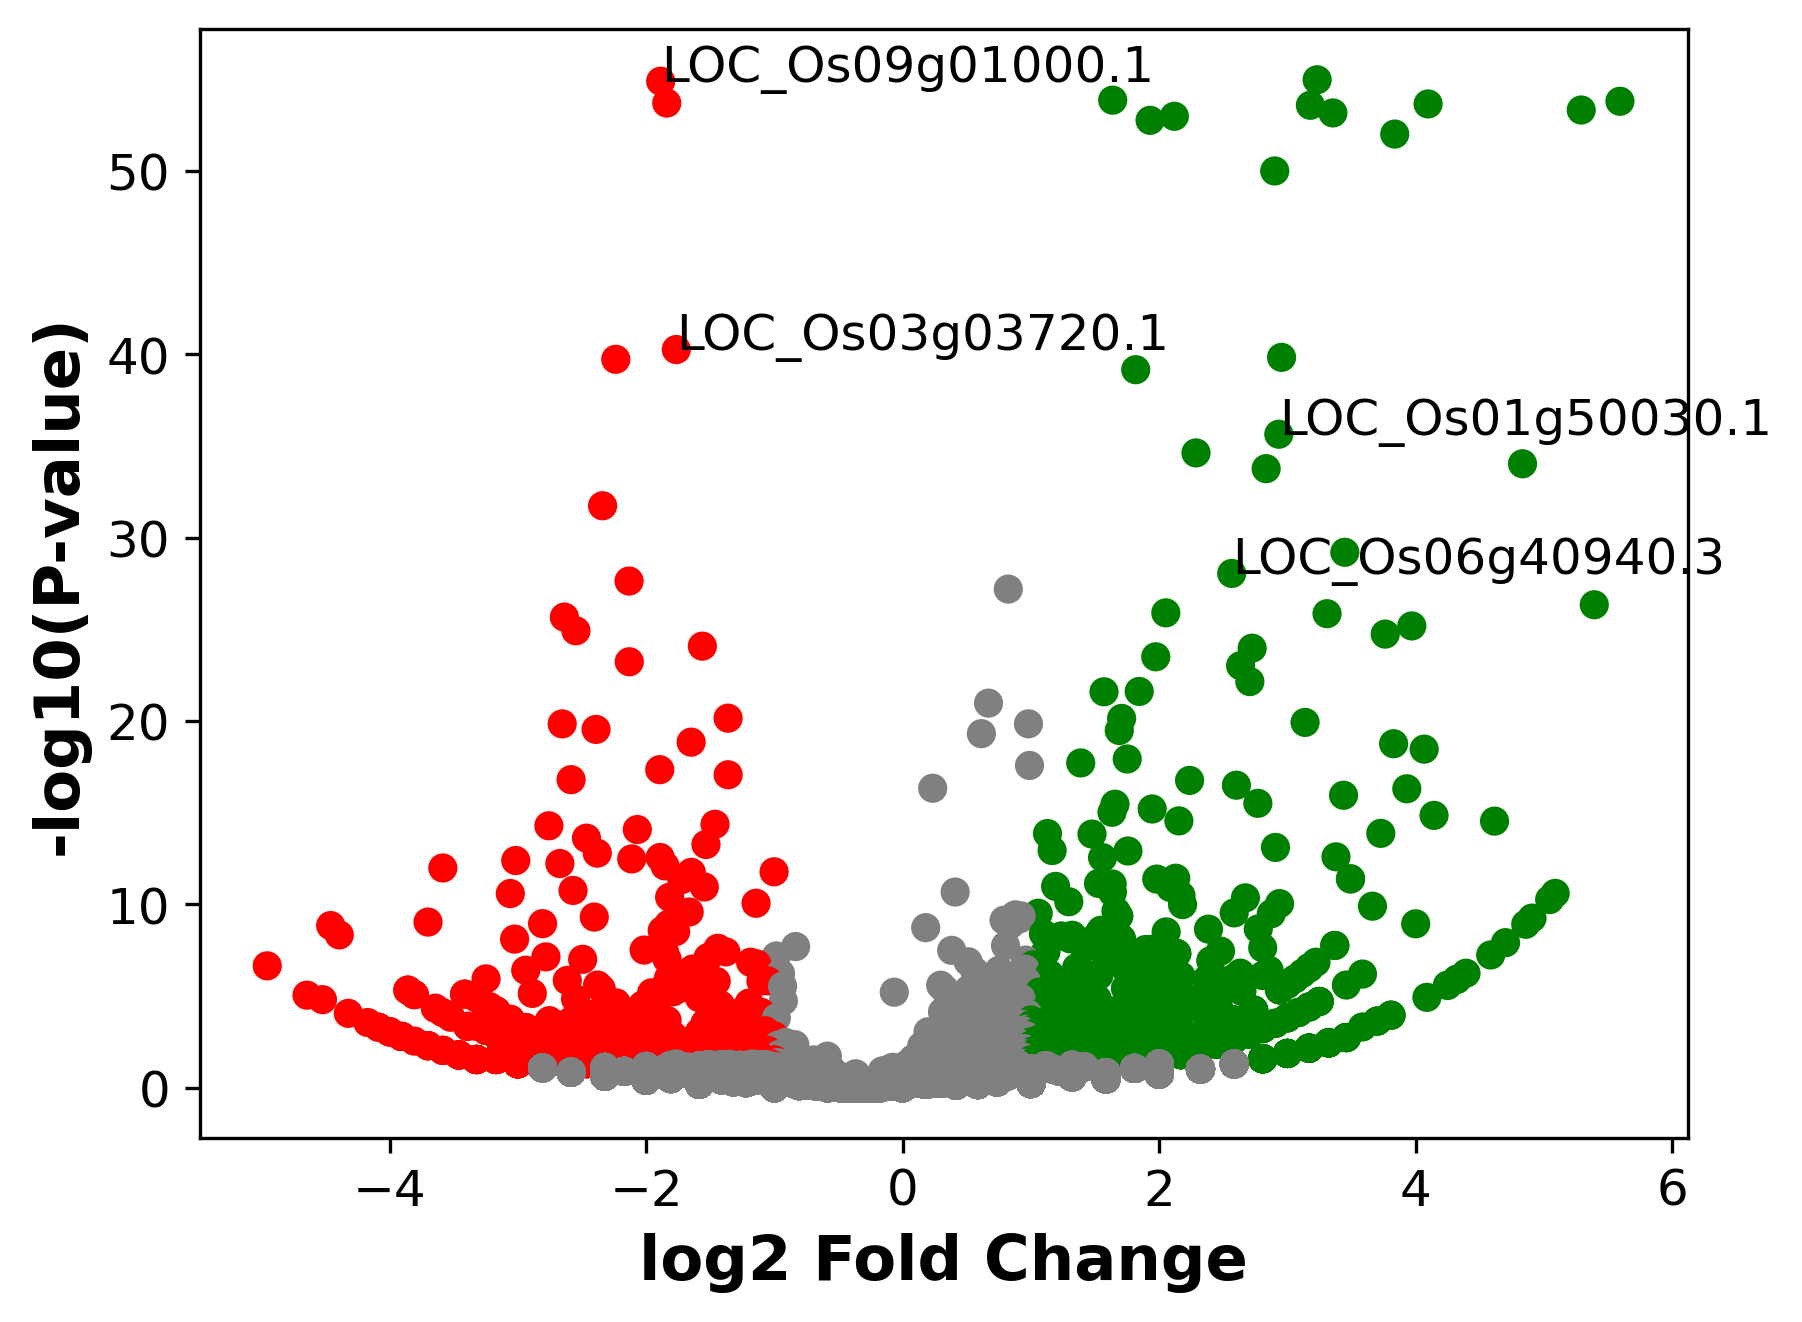 LOC_Os09g01000.1
LOC_Os03g03720.1
LOC_Os01g50030.1
LOC_Os06g40940.3
-log10(P-value)
50
40
30
20
10
0
−4
−2
0
2
4
6
log2 Fold Change